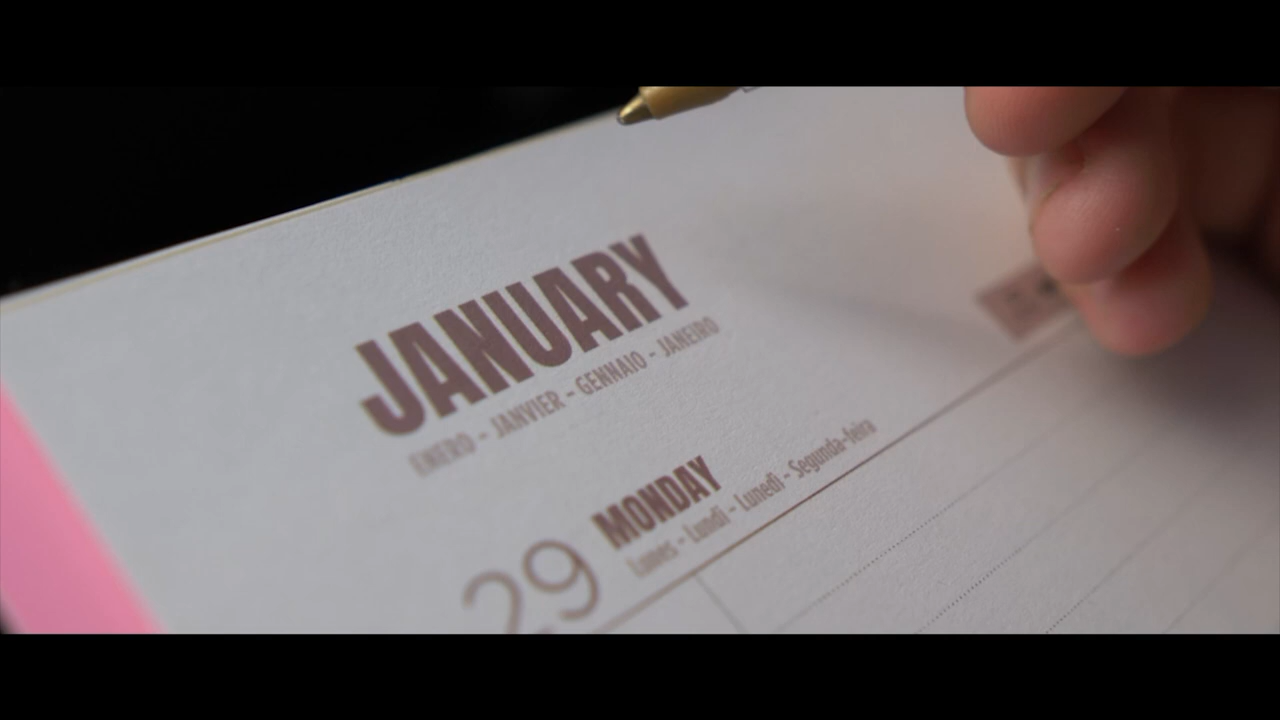 JANUARY
ENERO - JANVIER - GENNAIO - JANEIRO
29 MONDAY
Lunes - Lundi - Lunedì - Segunda-feira